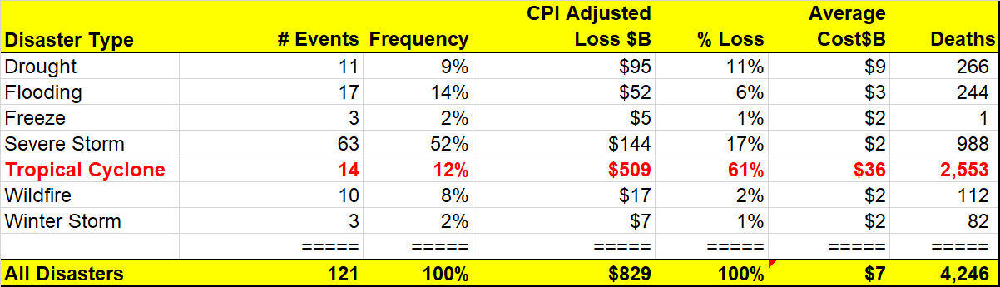 CPI Adjusted Average
Disaster Type # Events Frequency Loss $B % Loss Cost$B Deaths
Drought 11 9% $95 11% $9 266
Flooding 17 14% $52 6% $3 244
Freeze 3 2% $5 1% $2 1
Severe Storm 63 52% $144 17% $2 988
Tropical Cyclone 14 12% $509 61% $36 2,553
Wildfire 10 8% $17 2% $2 112
Winter Storm 3 2% $7 1% $2 82
===== ===== ===== ===== ===== =====
All Disasters 121 100% $829 100% $7 4,246